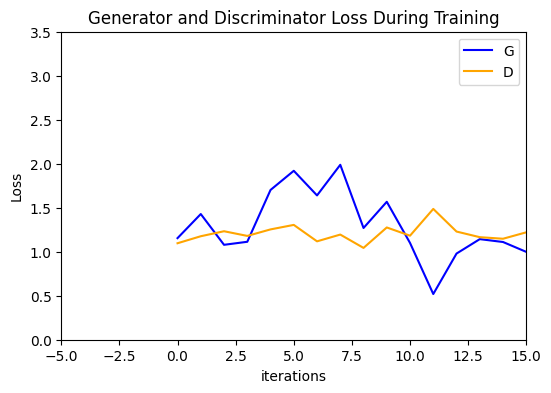 Generator and Discriminator Loss During Training
3.5
3.0
2.5
2.0
1.5
1.0
0.5
0.0
Loss
G
D
−5.0 −2.5 0.0 2.5 5.0 7.5 10.0 12.5 15.0
iterations